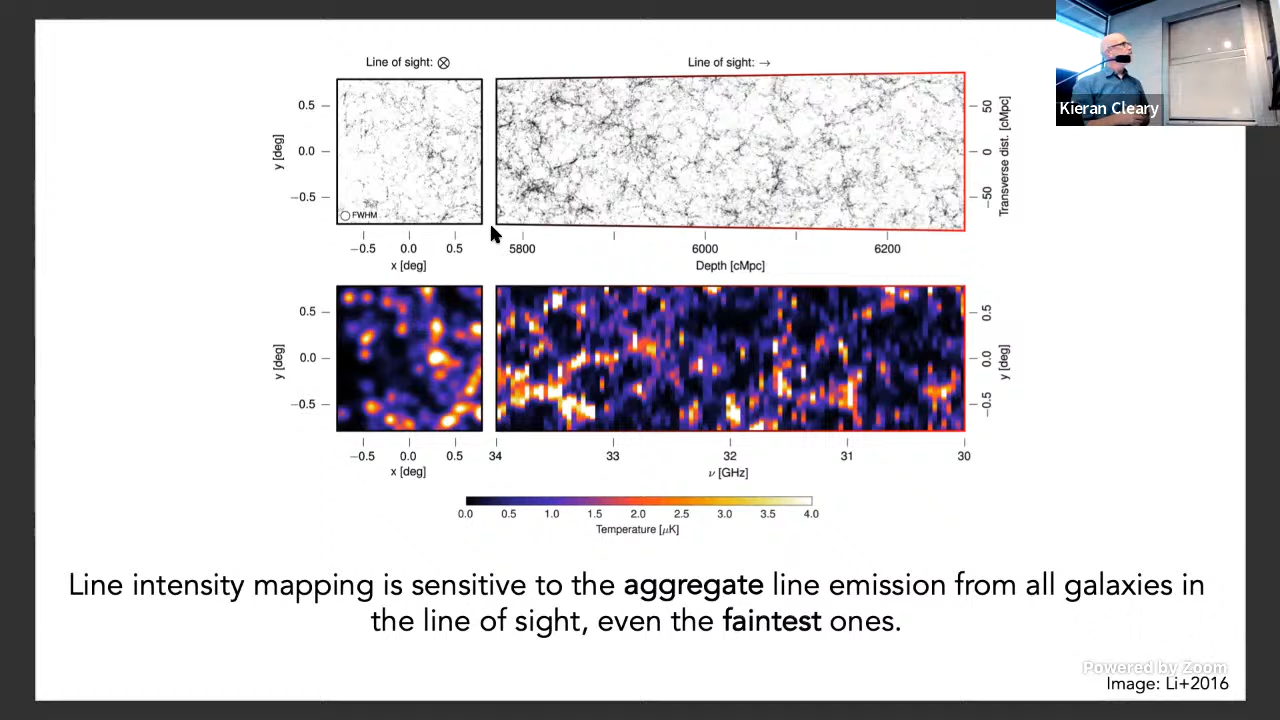 Line of sight: ⊗
Line of sight: →
0.5
0.0
−0.5
y [deg]
FWHM
−0.5 0.0 0.5
x [deg]
5800 6000 6200
Depth [cMpc]
50
0
−50
Transverse dist. [cMpc]
Kieran Cleary
0.5
0.0
−0.5
y [deg]
−0.5 0.0 0.5
x [deg]
34 33 32 31 30
ν [GHz]
0.5
0.0
−0.5
y [deg]
0.0 0.5 1.0 1.5 2.0 2.5 3.0 3.5 4.0
Temperature [μK]
Line intensity mapping is sensitive to the aggregate line emission from all galaxies in
the line of sight, even the faintest ones.
Powered by Zoom
Image: Li+2016